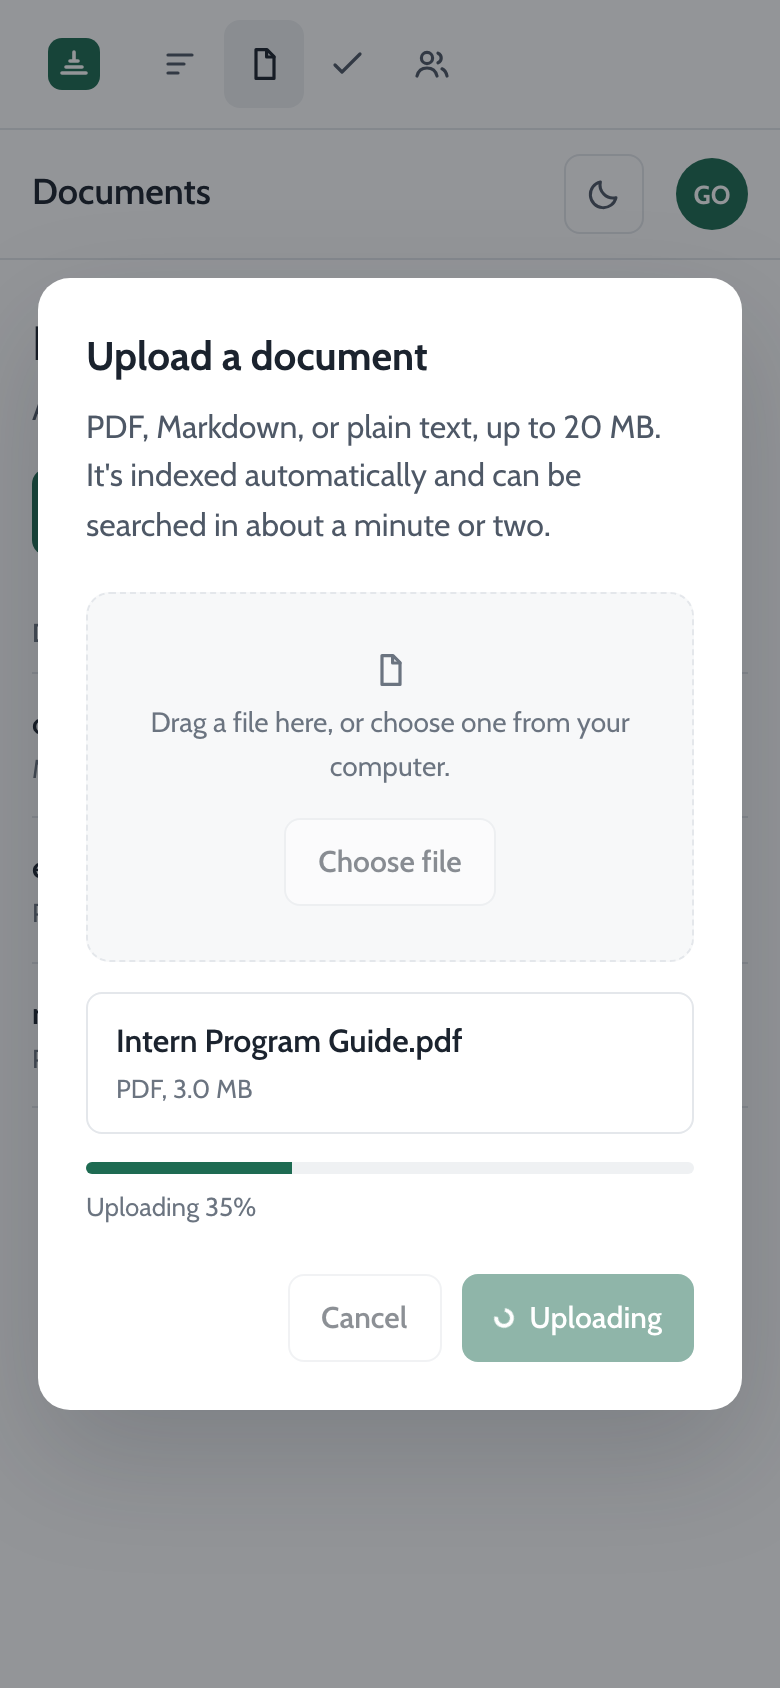 Documents
GO
Upload a document
PDF, Markdown, or plain text, up to 20 MB.
It's indexed automatically and can be
searched in about a minute or two.
Drag a file here, or choose one from your
computer.
Choose file
Intern Program Guide.pdf
PDF, 3.0 MB
Uploading 35%
Cancel
Uploading